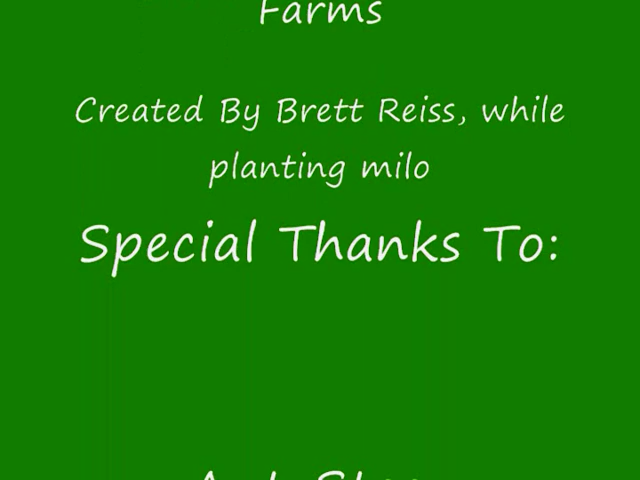 Farms
Created By Brett Reiss, while
planting milo
Special Thanks To: